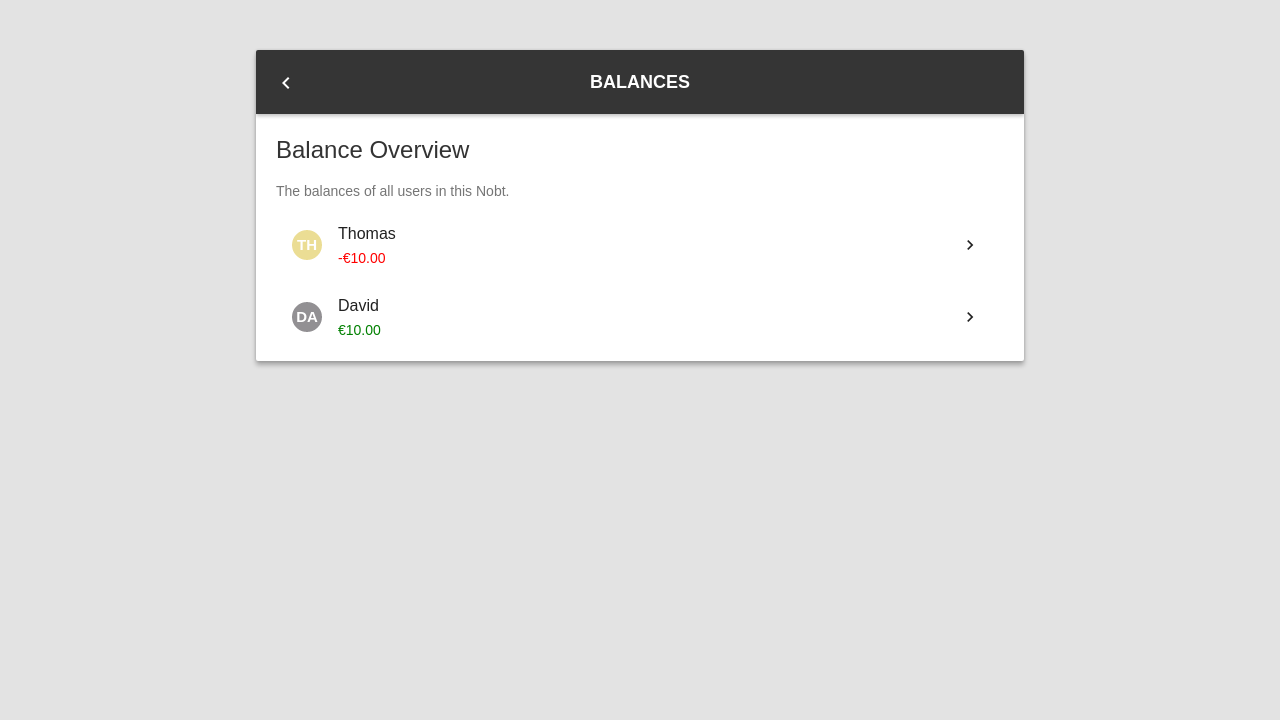 BALANCES
Balance Overview
The balances of all users in this Nobt.
TH
Thomas
-€10.00
DA
David
€10.00